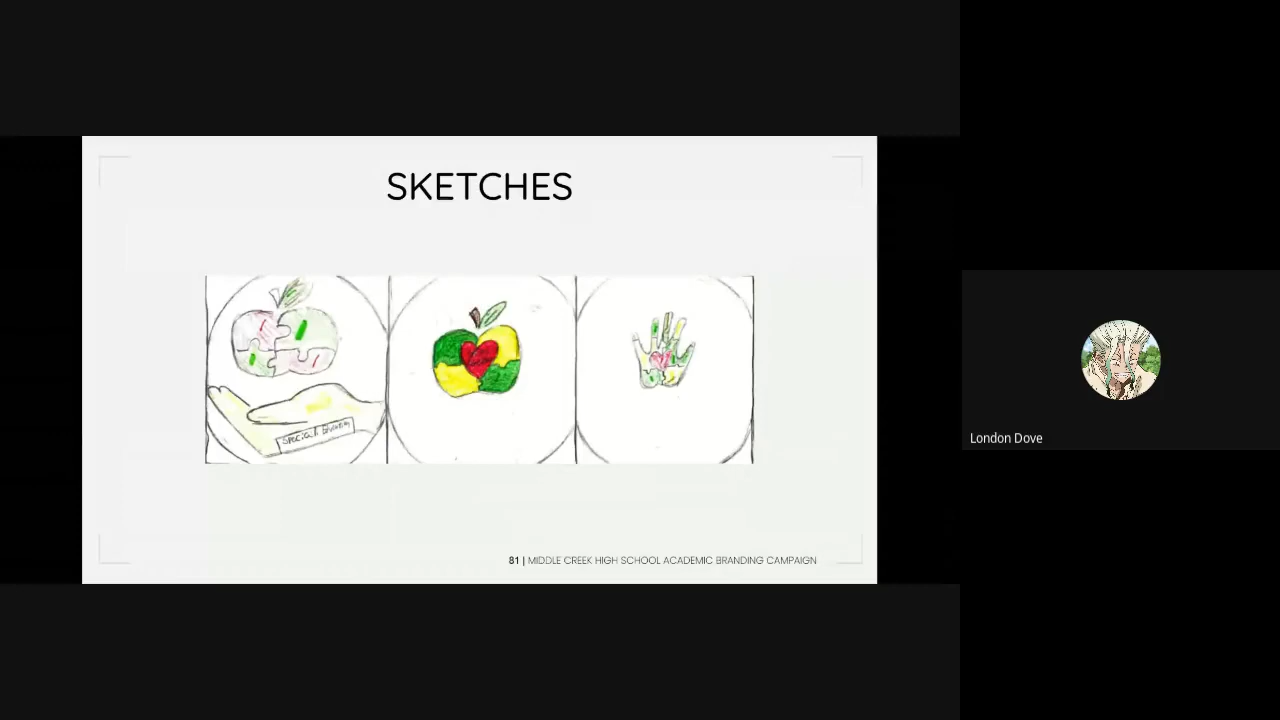 SKETCHES
81 | MIDDLE CREEK HIGH SCHOOL ACADEMIC BRANDING CAMPAIGN
London Dove